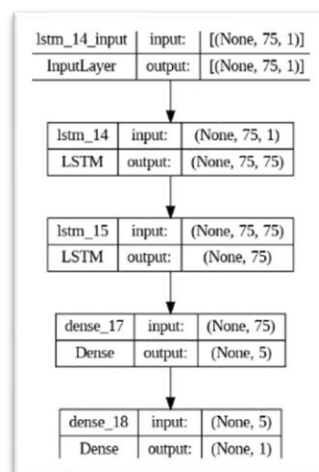 lstm_14_input input: [(None, 75, 1)]
InputLayer output: [(None, 75, 1)]
lstm_14 input: (None, 75, 1)
LSTM output: (None, 75, 75)
lstm_15 input: (None, 75, 75)
LSTM output: (None, 75)
dense_17 input: (None, 75)
Dense output: (None, 5)
dense_18 input: (None, 5)
Dense output: (None, 1)